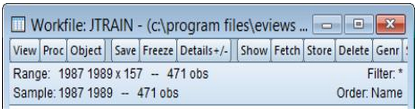 Workfile: JTRAIN - (c:\program files\eviews ...
View Proc Object Save Freeze Details+/- Show Fetch Store Delete Genr
Range: 1987 1989 x 157 -- 471 obs Filter: *
Sample: 1987 1989 -- 471 obs Order: Name